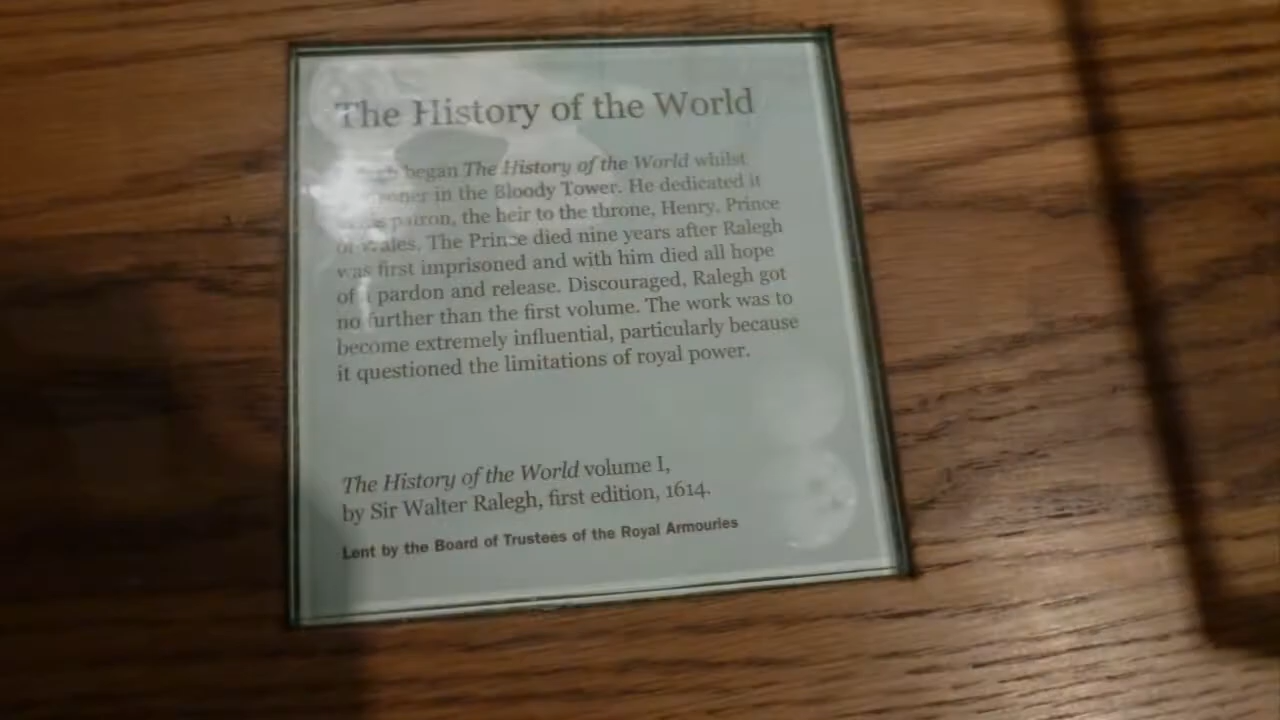 The History of the World
began The History of the World whilst
in the Bloody Tower. He dedicated it
patron, the heir to the throne, Henry, Prince
of Wales. The Prince died nine years after Ralegh
was first imprisoned and with him died all hope
of a pardon and release. Discouraged, Ralegh got
no further than the first volume. The work was to
become extremely influential, particularly because
it questioned the limitations of royal power.
The History of the World volume I,
by Sir Walter Ralegh, first edition, 1614.
Lent by the Board of Trustees of the Royal Armouries